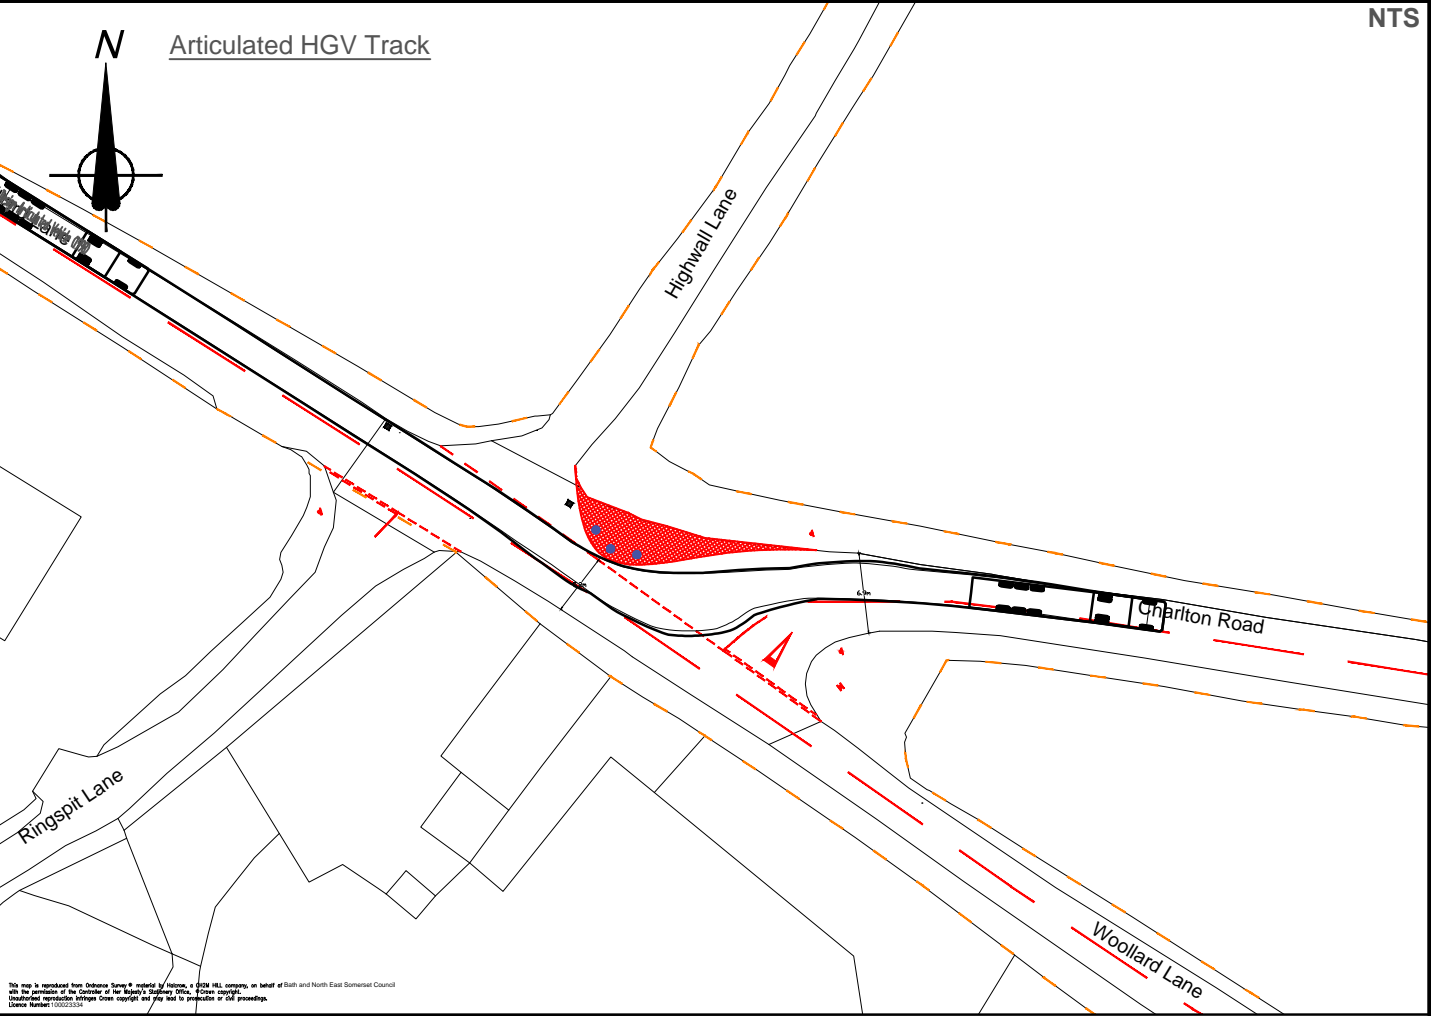 NTS
N
Articulated HGV Track
Highwall Lane
Lane
6.9m
Charlton Road
Ringspit Lane
Woollard Lane
This map is reproduced from Ordnance Survey ® material by Halcrow, a CH2M HILL company, on behalf of Bath and North East Somerset Council
with the permission of the Controller of Her Majesty's Stationery Office, © Crown copyright.
Unauthorised reproduction infringes Crown copyright and may lead to prosecution or civil proceedings.
Licence Number: 100023334